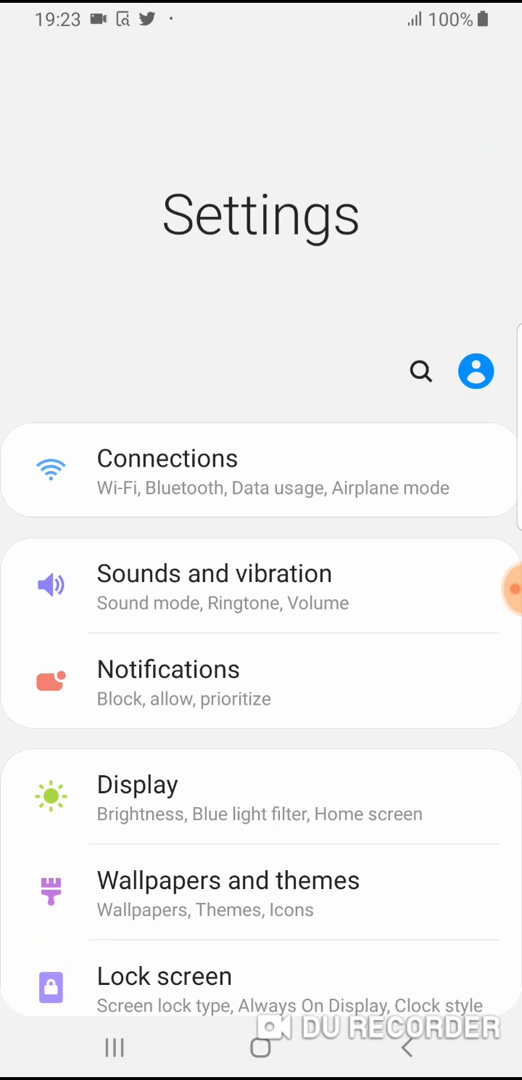 19:23
100%
Settings
Connections
Wi-Fi, Bluetooth, Data usage, Airplane mode
Sounds and vibration
Sound mode, Ringtone, Volume
Notifications
Block, allow, prioritize
Display
Brightness, Blue light filter, Home screen
Wallpapers and themes
Wallpapers, Themes, Icons
Lock screen
Screen lock type, Always On Display, Clock style
DU RECORDER